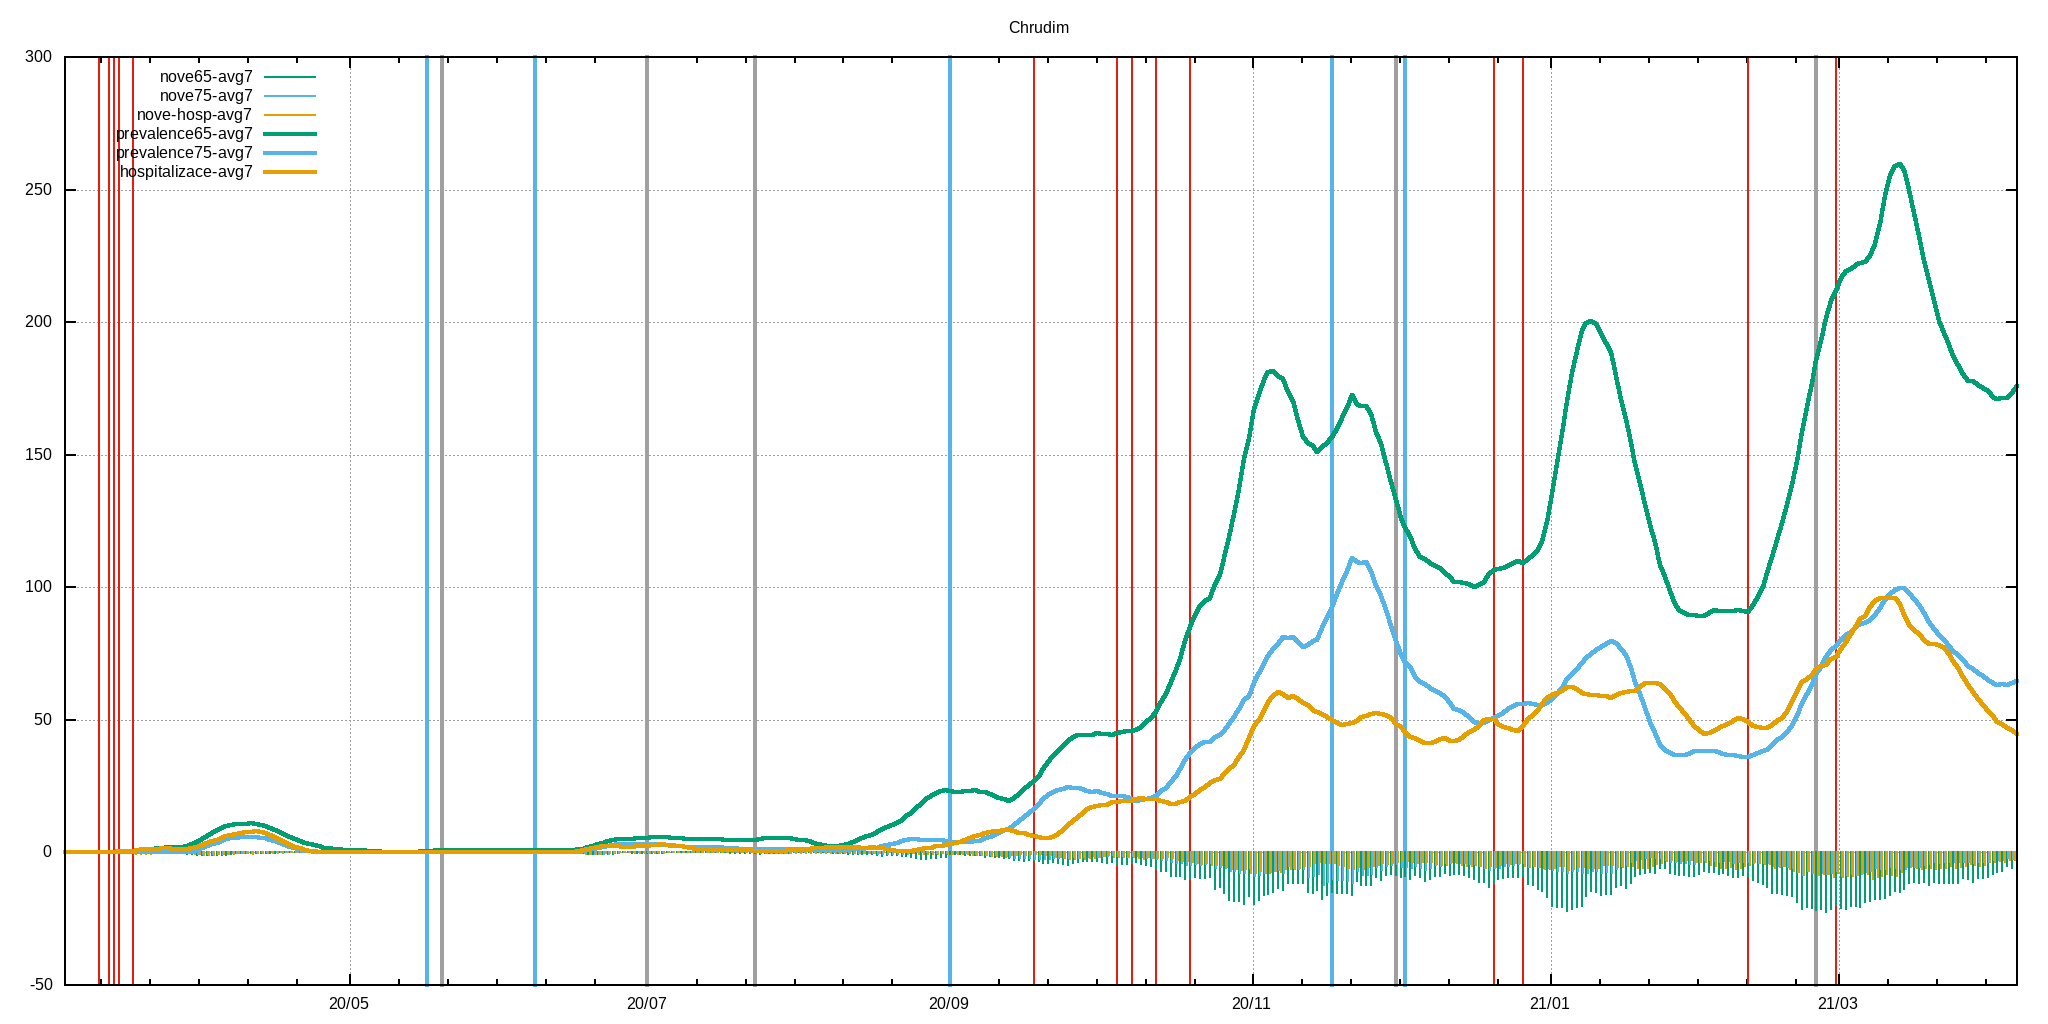 Chrudim
300
nove65-avg7
nove75-avg7
nove-hosp-avg7
prevalence65-avg7
prevalence75-avg7
hospitalizace-avg7
250
200
150
100
50
0
-50
20/05 20/07 20/09 20/11 21/01 21/03